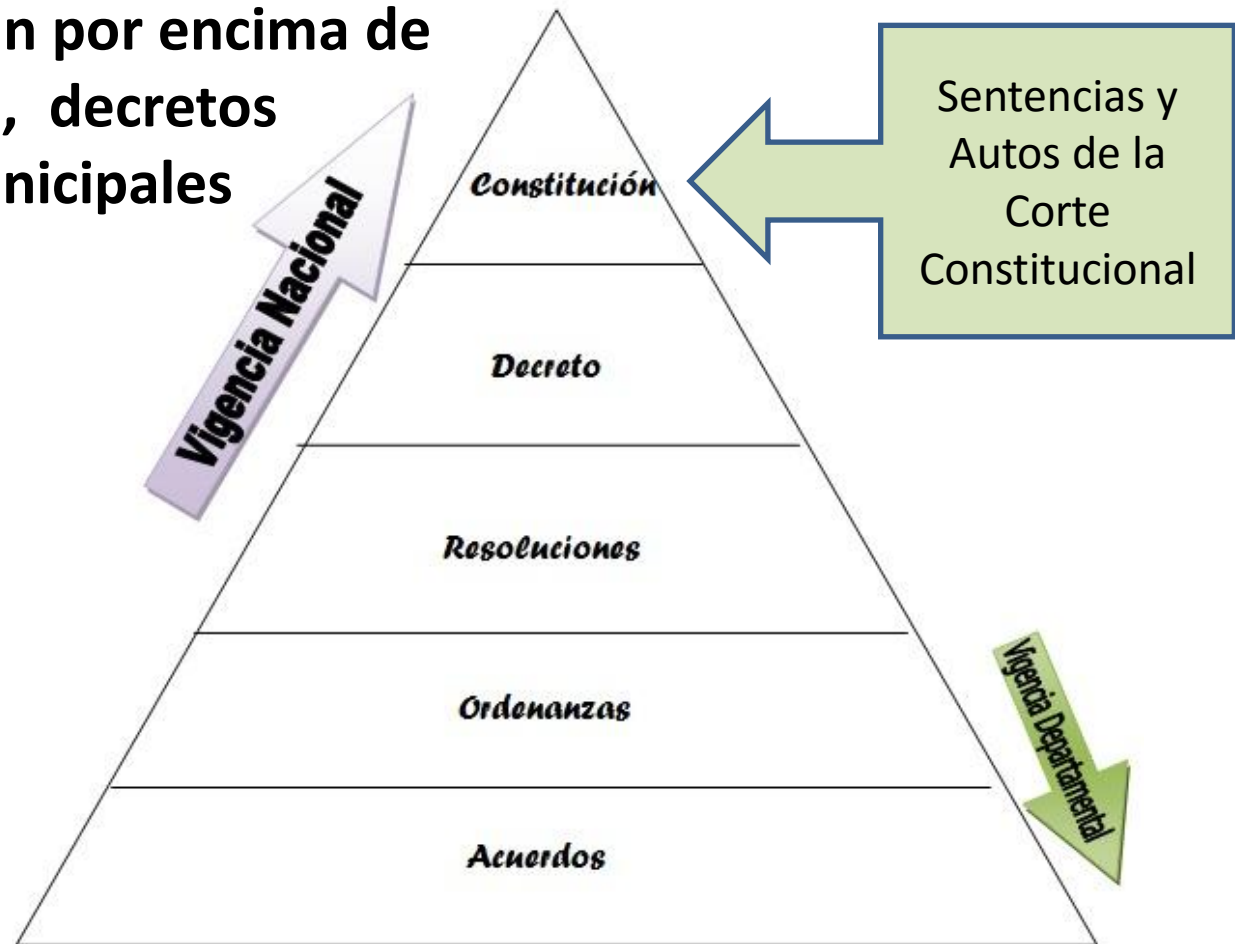 n por encima de
, decretos
nicipales
Vigencia Nacional
Sentencias y
Autos de la
Corte
Constitucional
Constitución
Decreto
Resoluciones
Ordenanzas
Vigencia Departamental
Acuerdos